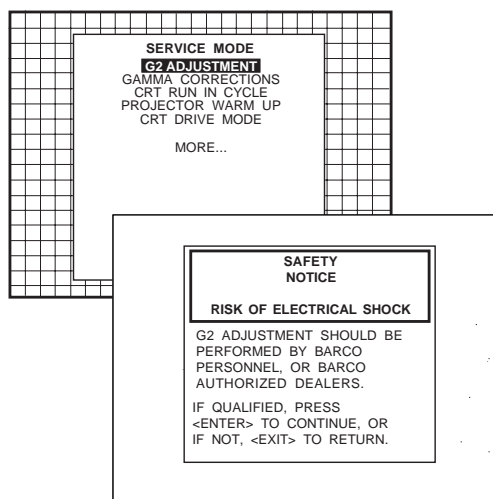 SERVICE MODE
G2 ADJUSTMENT
GAMMA CORRECTIONS
CRT RUN IN CYCLE
PROJECTOR WARM UP
CRT DRIVE MODE
MORE...
SAFETY
NOTICE
RISK OF ELECTRICAL SHOCK
G2 ADJUSTMENT SHOULD BE
PERFORMED BY BARCO
PERSONNEL, OR BARCO
AUTHORIZED DEALERS.
IF QUALIFIED, PRESS
<ENTER> TO CONTINUE, OR
IF NOT, <EXIT> TO RETURN.